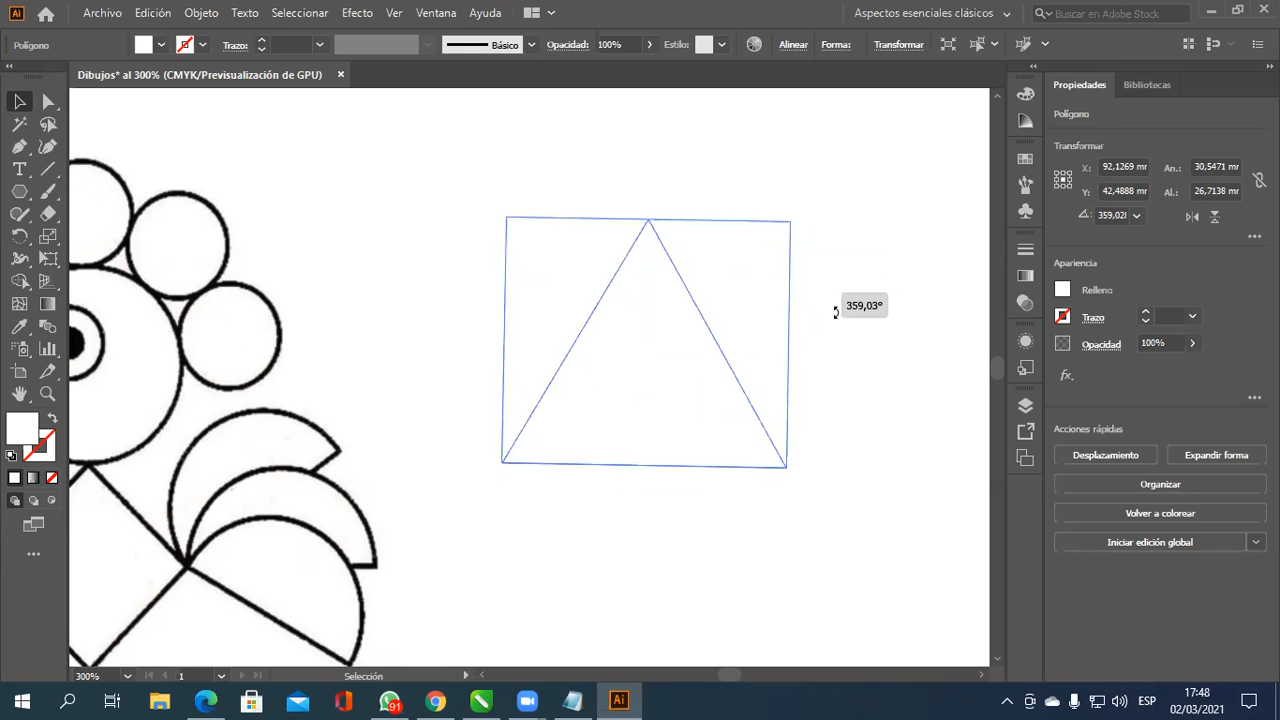 Ai
Archivo Edición Objeto Texto Seleccionar Efecto Ver Ventana Ayuda
Aspectos esenciales clásicos
Buscar en Adobe Stock
Polígono
Trazo:
Básico
Opacidad: 100%
Estilo:
Alinear
Forma:
Transformar
Dibujos* al 300% (CMYK/Previsualización de GPU)
Propiedades
Bibliotecas
Polígono
Transformar
X: 92,1269 mr
An.: 30,5471 mr
Y: 42,4888 mr
Al.: 26,7138 mr
359,028
359,03°
Apariencia
Relleno
Trazo
Opacidad 100%
fx.
Acciones rápidas
Desplazamiento
Expandir forma
Organizar
Volver a colorear
Iniciar edición global
300%
1
Selección
91
Ai
ESP
17:48
02/03/2021